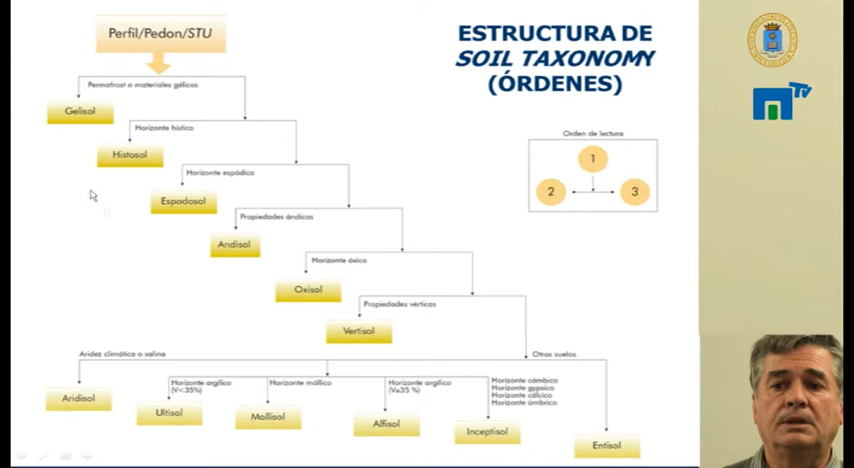 Perfil/Pedon/STU
ESTRUCTURA DE
SOIL TAXONOMY
(ÓRDENES)
Permafrost o materiales gélicos
Gelisol
Horizonte hístico
Histosol
Horizonte espódico
Espodosol
Propiedades ándicas
Andisol
Horizonte óxico
Oxisol
Propiedades vérticas
Vertisol
Orden de lectura
1
2
3
Aridez climática o salina
Otros suelos
Aridisol
Horizonte argílico
(V<35%)
Ultisol
Horizonte móllico
Mollisol
Horizonte argílico
(V≥35 %)
Alfisol
Horizonte cámbico
Horizonte gypsico
Horizonte cálcico
Horizonte úmbrico
Inceptisol
Entisol
Tv